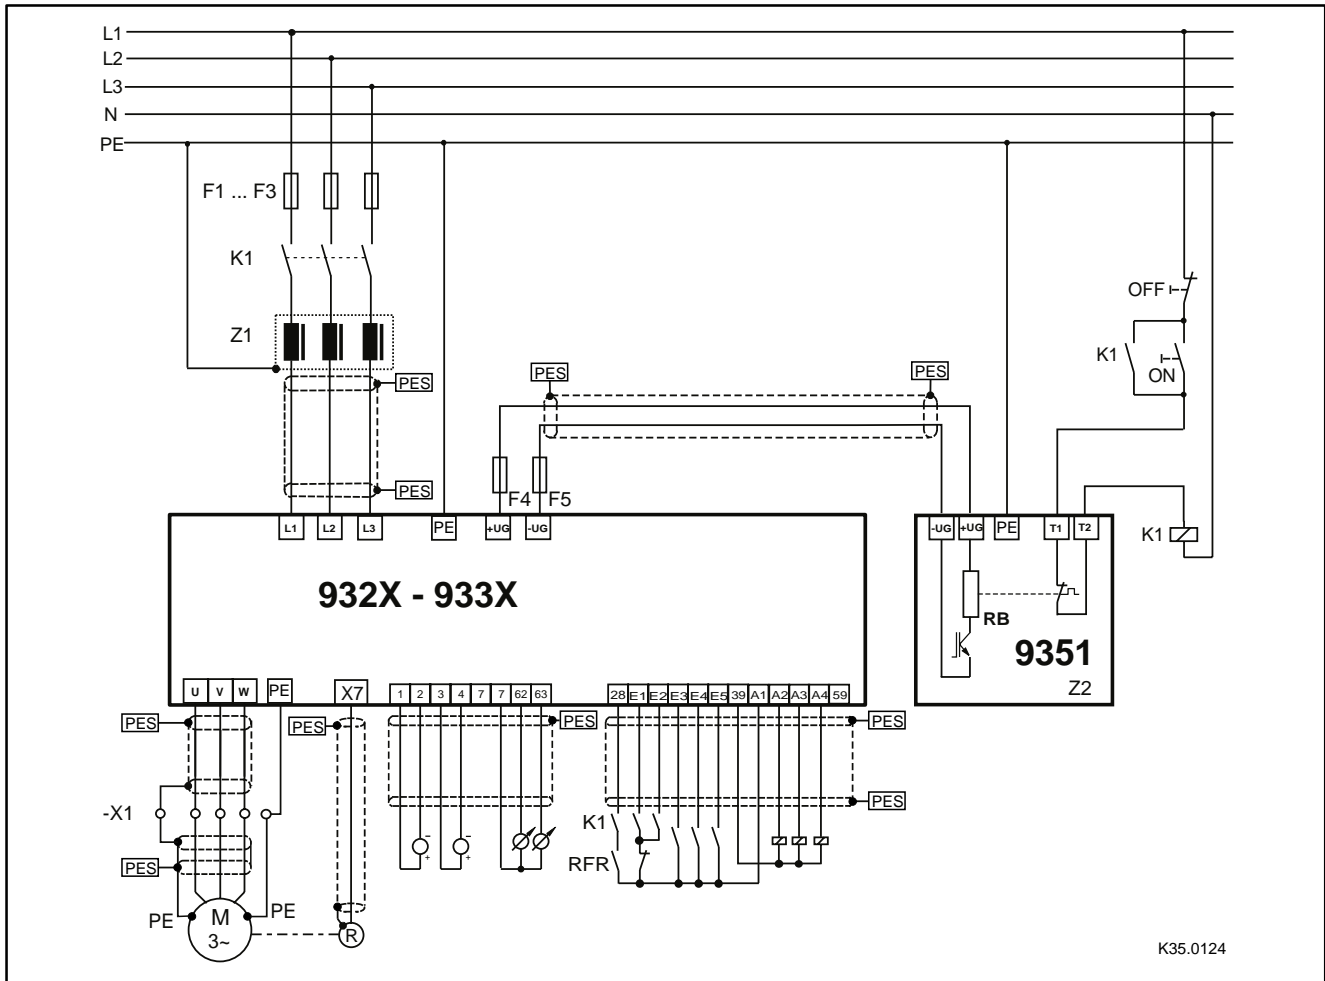 L1
L2
L3
N
PE
F1 ... F3
K1
Z1
PES
PES
PES
PES
OFF
K1
ON
F4
F5
L1 L2 L3 PE +UG -UG
-UG +UG PE T1 T2
K1
932X - 933X
RB
9351
Z2
U V W PE X7 1 2 3 4 7 7 62 63 28 E1 E2 E3 E4 E5 39 A1 A2 A3 A4 59
PES
PES
PES
PES
-X1
PES
K1
RFR
- + - +
PES
PE
PE
M
3~
R
K35.0124